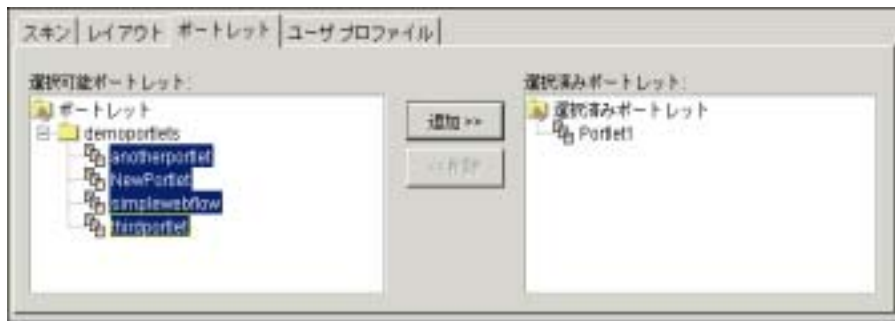 スキン レイアウト ポートレット ユーザ プロファイル
選択可能ポートレット:
ポートレット
demoportlets
anotherportlet
NewPortlet
simplewebflow
thirdportlet
追加 >>
選択済みポートレット:
選択済みポートレット
Portlet1